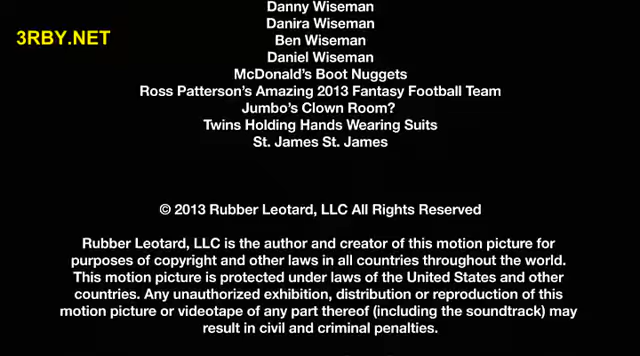 Danny Wiseman
3RBY.NET
Danira Wiseman
Ben Wiseman
Daniel Wiseman
McDonald's Boot Nuggets
Ross Patterson's Amazing 2013 Fantasy Football Team
Jumbo's Clown Room?
Twins Holding Hands Wearing Suits
St. James St. James
© 2013 Rubber Leotard, LLC All Rights Reserved
Rubber Leotard, LLC is the author and creator of this motion picture for
purposes of copyright and other laws in all countries throughout the world.
This motion picture is protected under laws of the United States and other
countries. Any unauthorized exhibition, distribution or reproduction of this
motion picture or videotape of any part thereof (including the soundtrack) may
result in civil and criminal penalties.